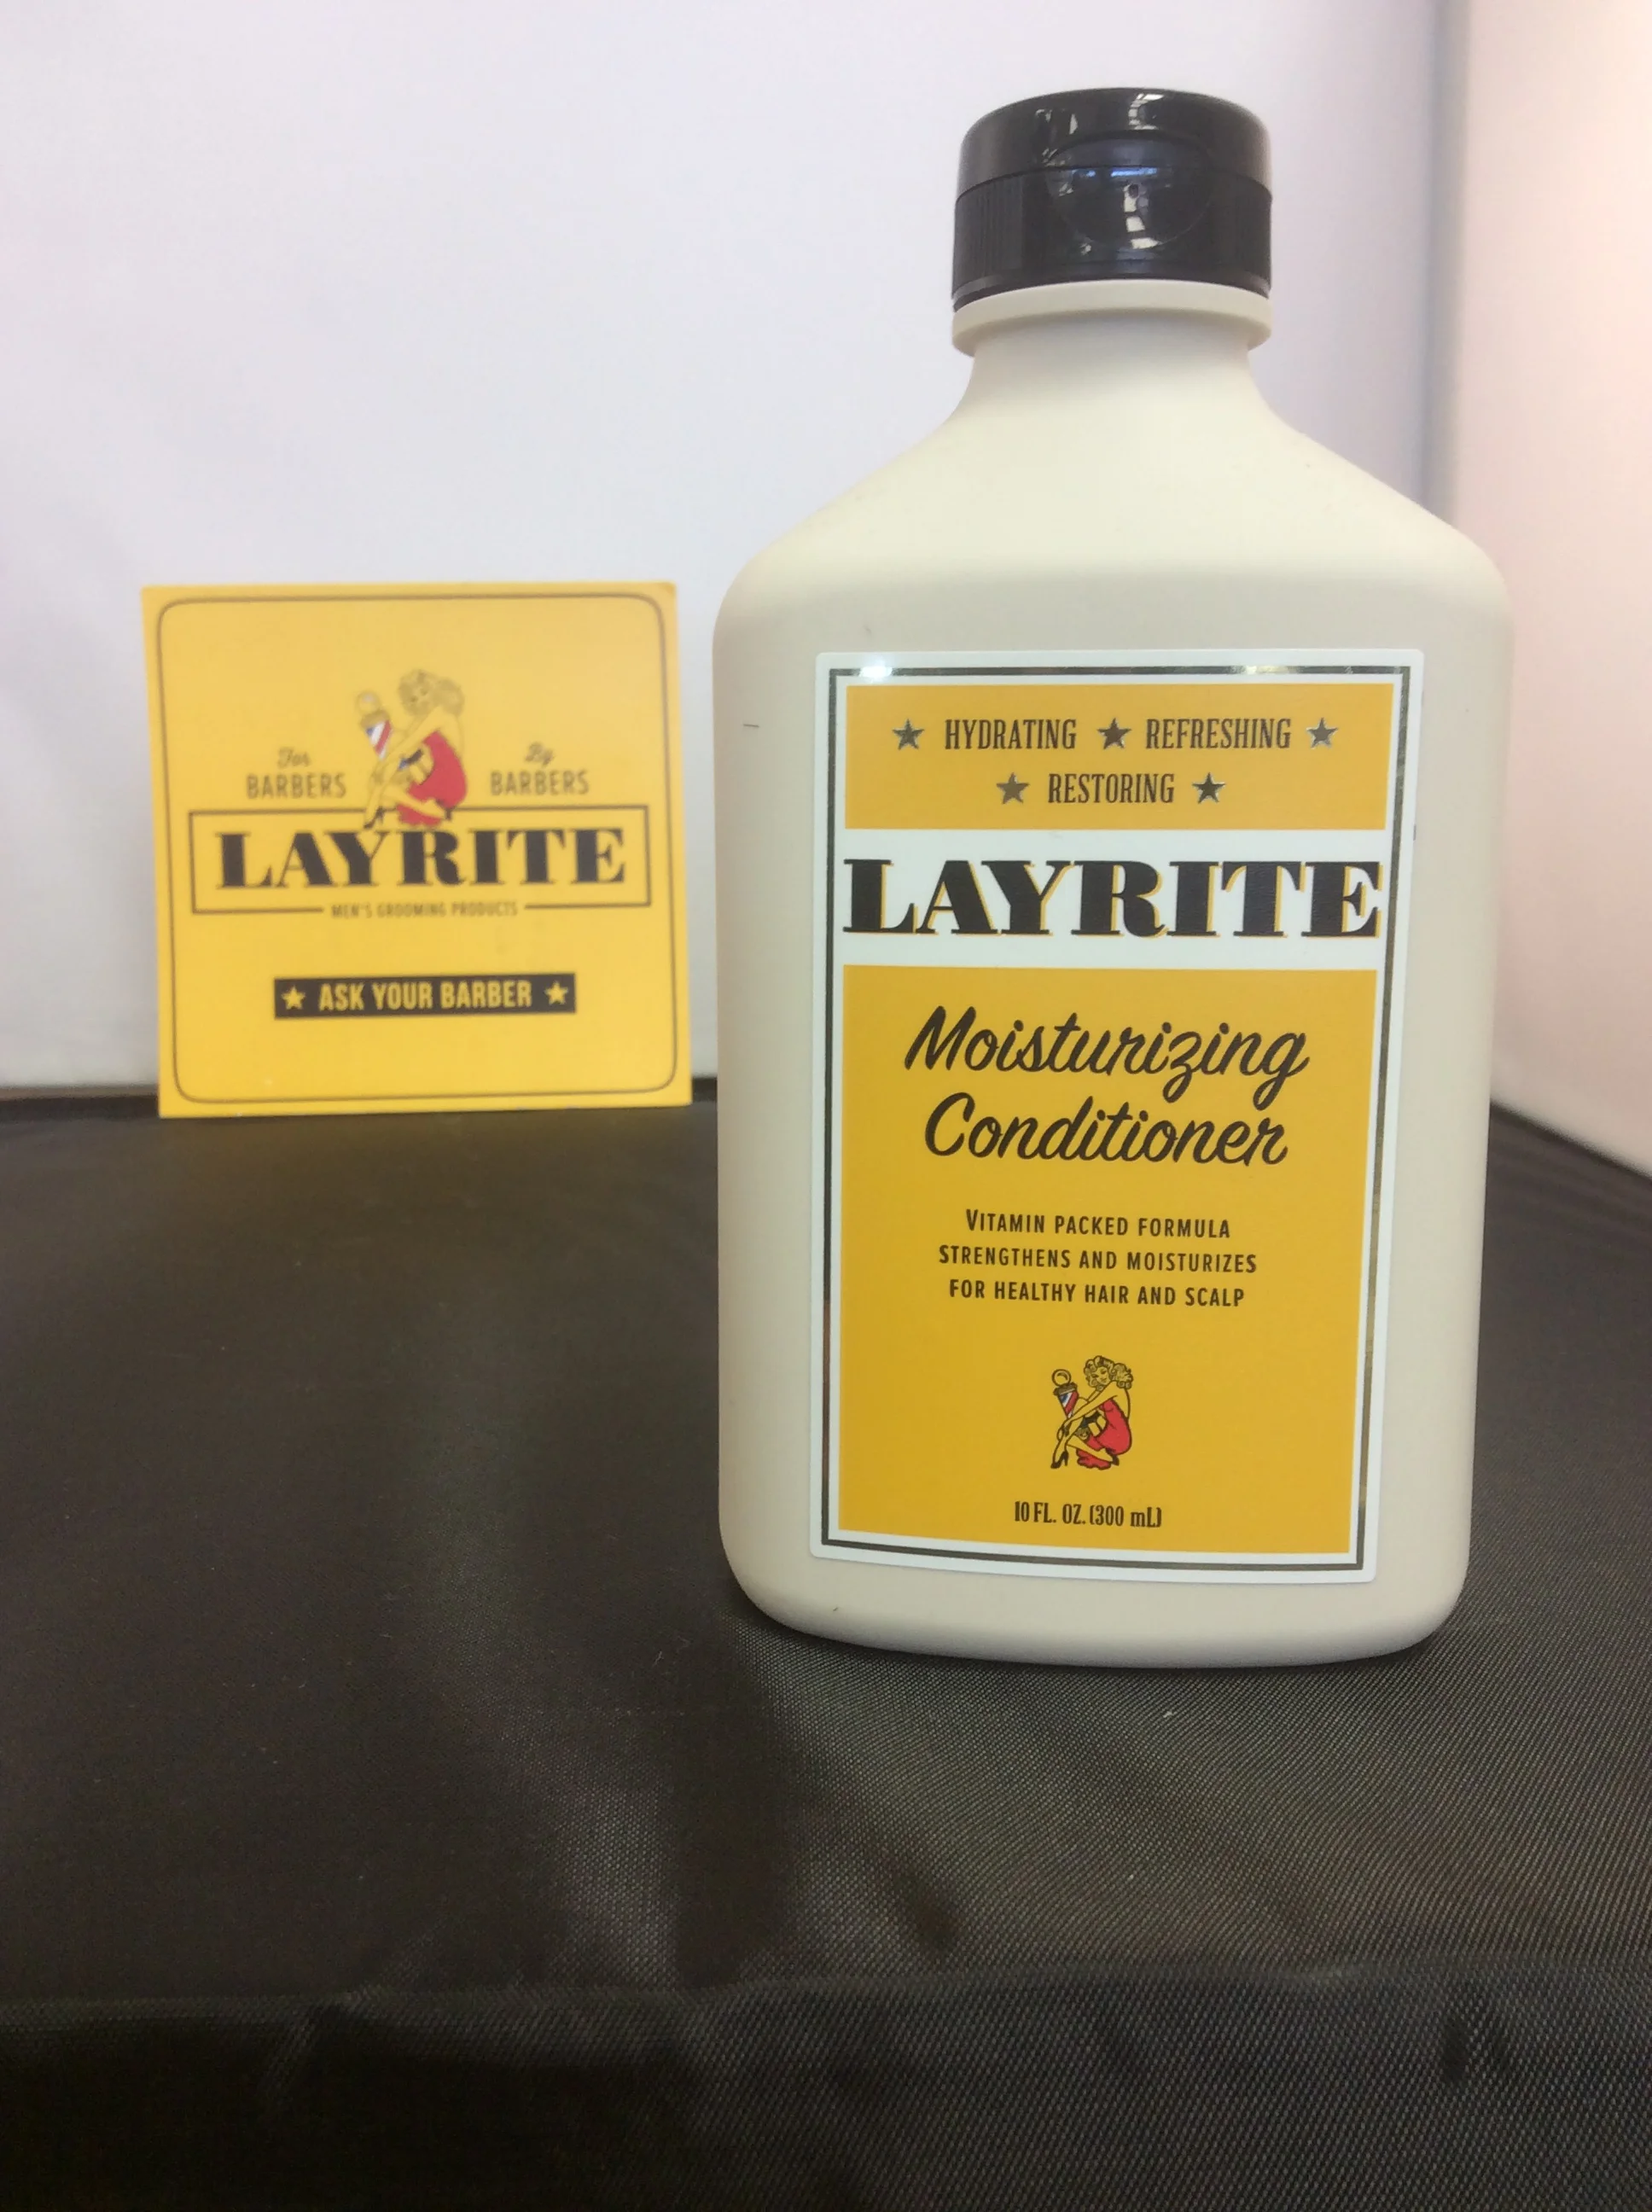 For
BARBERS
By
BARBERS
LAYRITE
MEN'S GROOMING PRODUCTS
★ ASK YOUR BARBER ★
★ HYDRATING ★ REFRESHING ★
★ RESTORING ★
LAYRITE
Moisturizing
Conditioner
VITAMIN PACKED FORMULA
STRENGTHENS AND MOISTURIZES
FOR HEALTHY HAIR AND SCALP
10 FL. OZ. (300 mL)